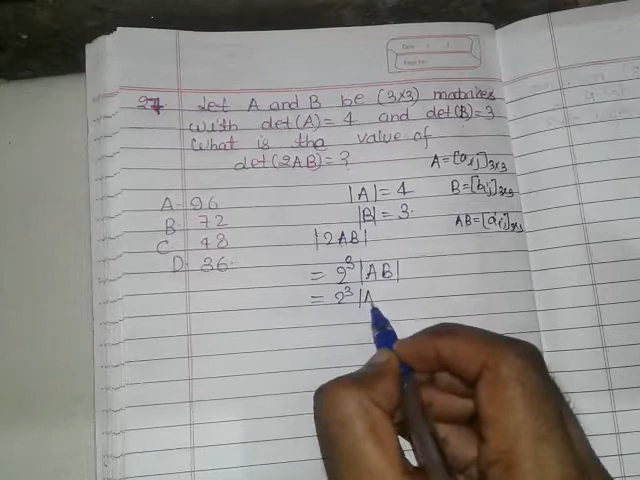 27. Let A and B be (3×3) matrices
with det(A) = 4 and det(B) = 3
What is the value of
det(2AB) = ?
A = [aij]3×3
B = [bij]3×3
AB = [dij]3×3
A - 96
B - 72
C 48
D 36.
|A| = 4
|B| = 3.
|2AB|
= 2³ |AB|
= 2³ |A